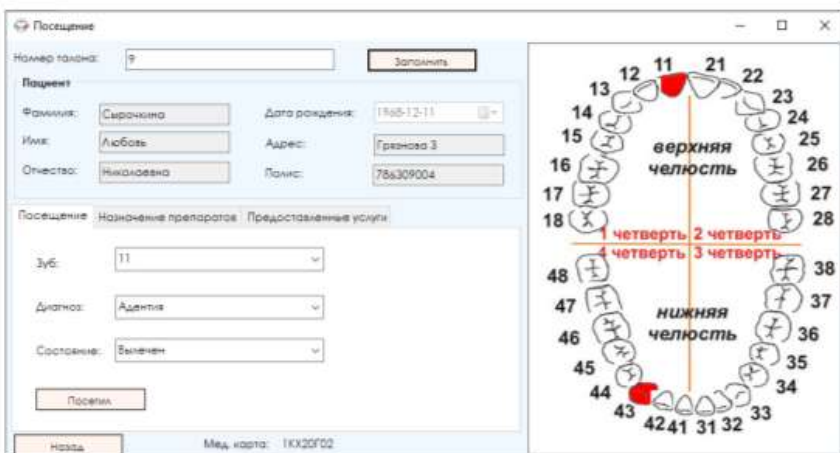 Посещение
Номер талона: 9 Заполнить
Пациент
Фамилия: Сырочкина Дата рождения: 1968-12-11
Имя: Любовь Адрес: Грязнова 3
Отчество: Николаевна Полис: 786309004
Посещение Назначение препаратов Предоставленные услуги
Зуб: 11
Диагноз: Адентия
Состояние: Вылечен
Посетил
Назад Мед. карта: 1КХ20Г02
11 21
12 22
13 23
14 24
15 25
верхняя
челюсть
16 26
17 27
18 28
1 четверть 2 четверть
4 четверть 3 четверть
48 38
47 37
нижняя
челюсть
46 36
45 35
44 34
43 33
42 41 31 32